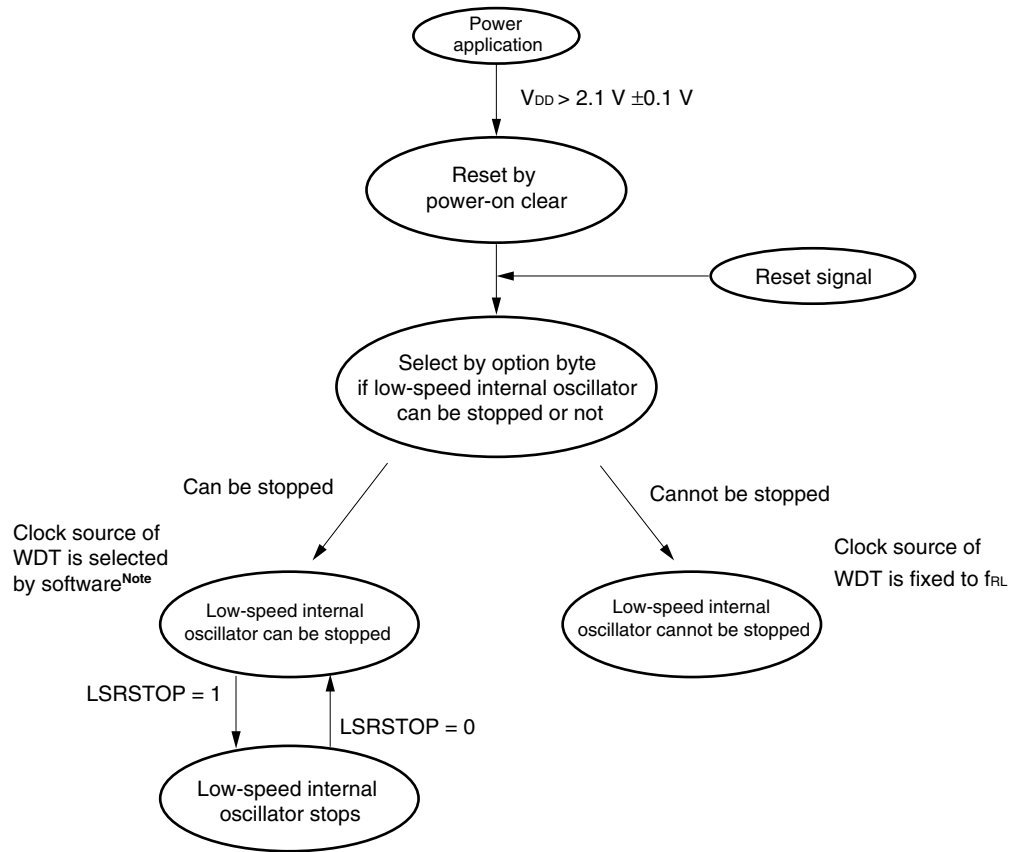 Power
application
VDD > 2.1 V ±0.1 V
Reset by
power-on clear
Reset signal
Select by option byte
if low-speed internal oscillator
can be stopped or not
Can be stopped
Cannot be stopped
Clock source of
WDT is selected
by softwareNote
Clock source of
WDT is fixed to fRL
Low-speed internal
oscillator can be stopped
Low-speed internal
oscillator cannot be stopped
LSRSTOP = 1
LSRSTOP = 0
Low-speed internal
oscillator stops